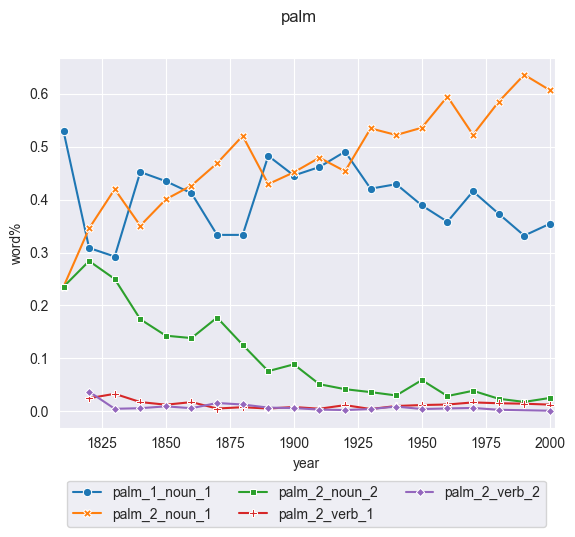 palm
0.6
0.5
0.4
0.3
0.2
0.1
0.0
word%
1825 1850 1875 1900 1925 1950 1975 2000
year
palm_1_noun_1 palm_2_noun_2 palm_2_verb_2
palm_2_noun_1 palm_2_verb_1